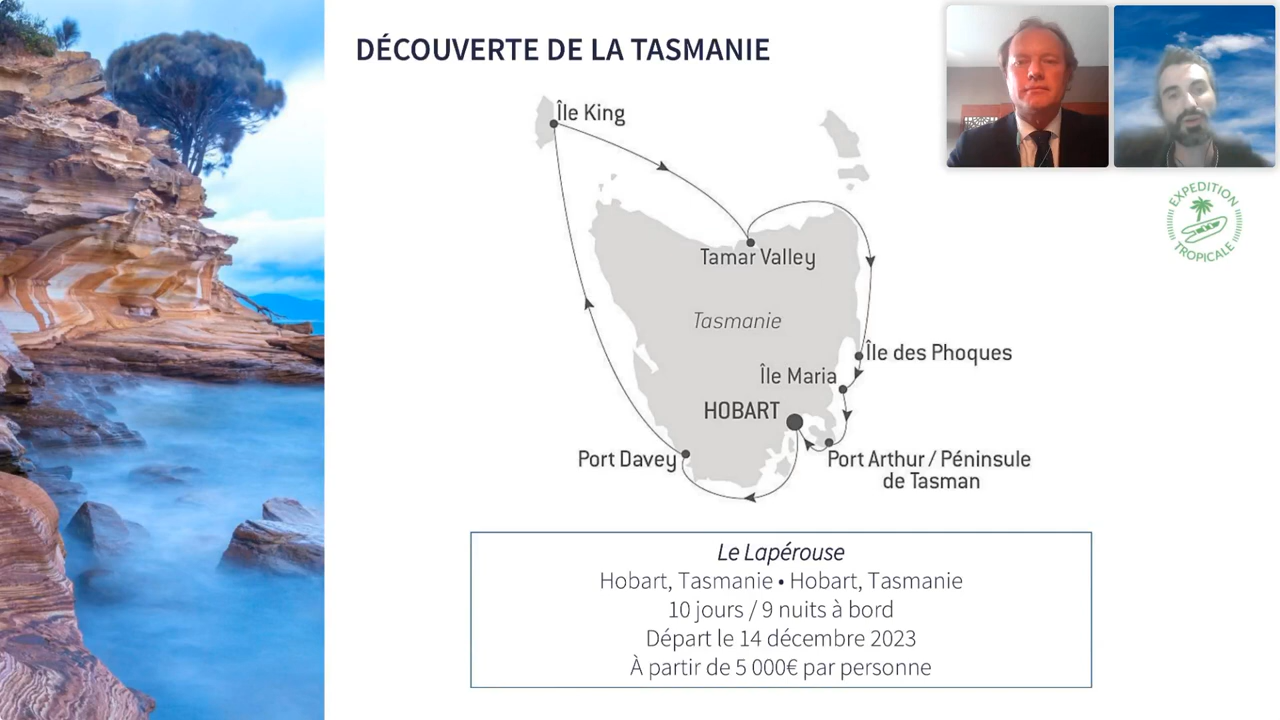 DÉCOUVERTE DE LA TASMANIE
EXPEDITION
TROPICALE
Île King
Tamar Valley
Tasmanie
Île des Phoques
Île Maria
HOBART
Port Davey
Port Arthur / Péninsule
de Tasman
Le Lapérouse
Hobart, Tasmanie • Hobart, Tasmanie
10 jours / 9 nuits à bord
Départ le 14 décembre 2023
À partir de 5 000€ par personne